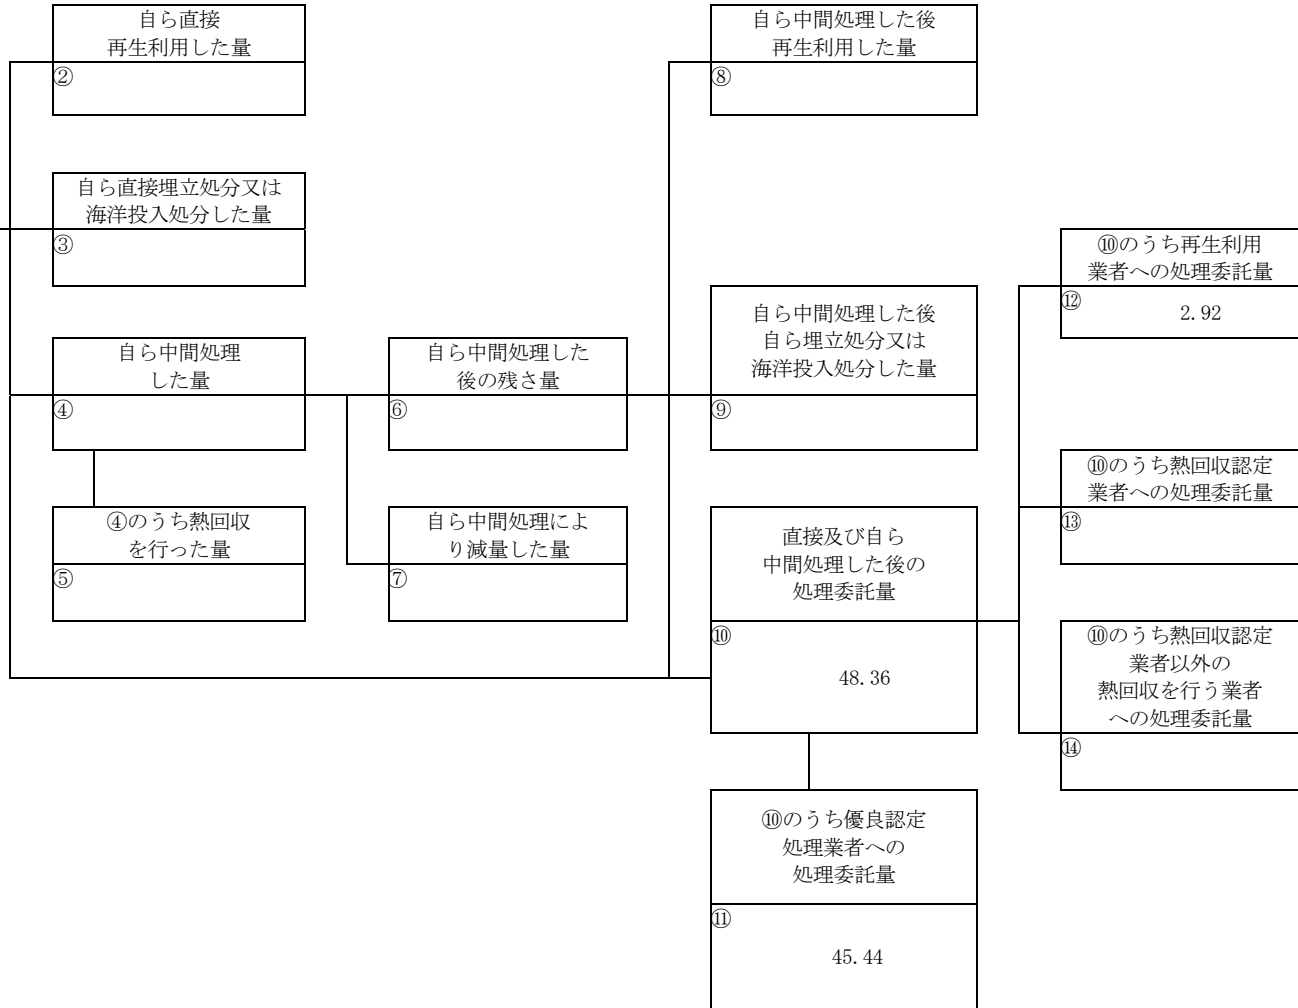 自ら直接
再生利用した量
②
自ら直接埋立処分又は
海洋投入処分した量
③
自ら中間処理
した量
④
④のうち熱回収
を行った量
⑤
自ら中間処理した
後の残さ量
⑥
自ら中間処理によ
り減量した量
⑦
自ら中間処理した後
再生利用した量
⑧
自ら中間処理した後
自ら埋立処分又は
海洋投入処分した量
⑨
直接及び自ら
中間処理した後の
処理委託量
⑩
48.36
⑩のうち優良認定
処理業者への
処理委託量
⑪
45.44
⑩のうち再生利用
業者への処理委託量
⑫
2.92
⑩のうち熱回収認定
業者への処理委託量
⑬
⑩のうち熱回収認定
業者以外の
熱回収を行う業者
への処理委託量
⑭